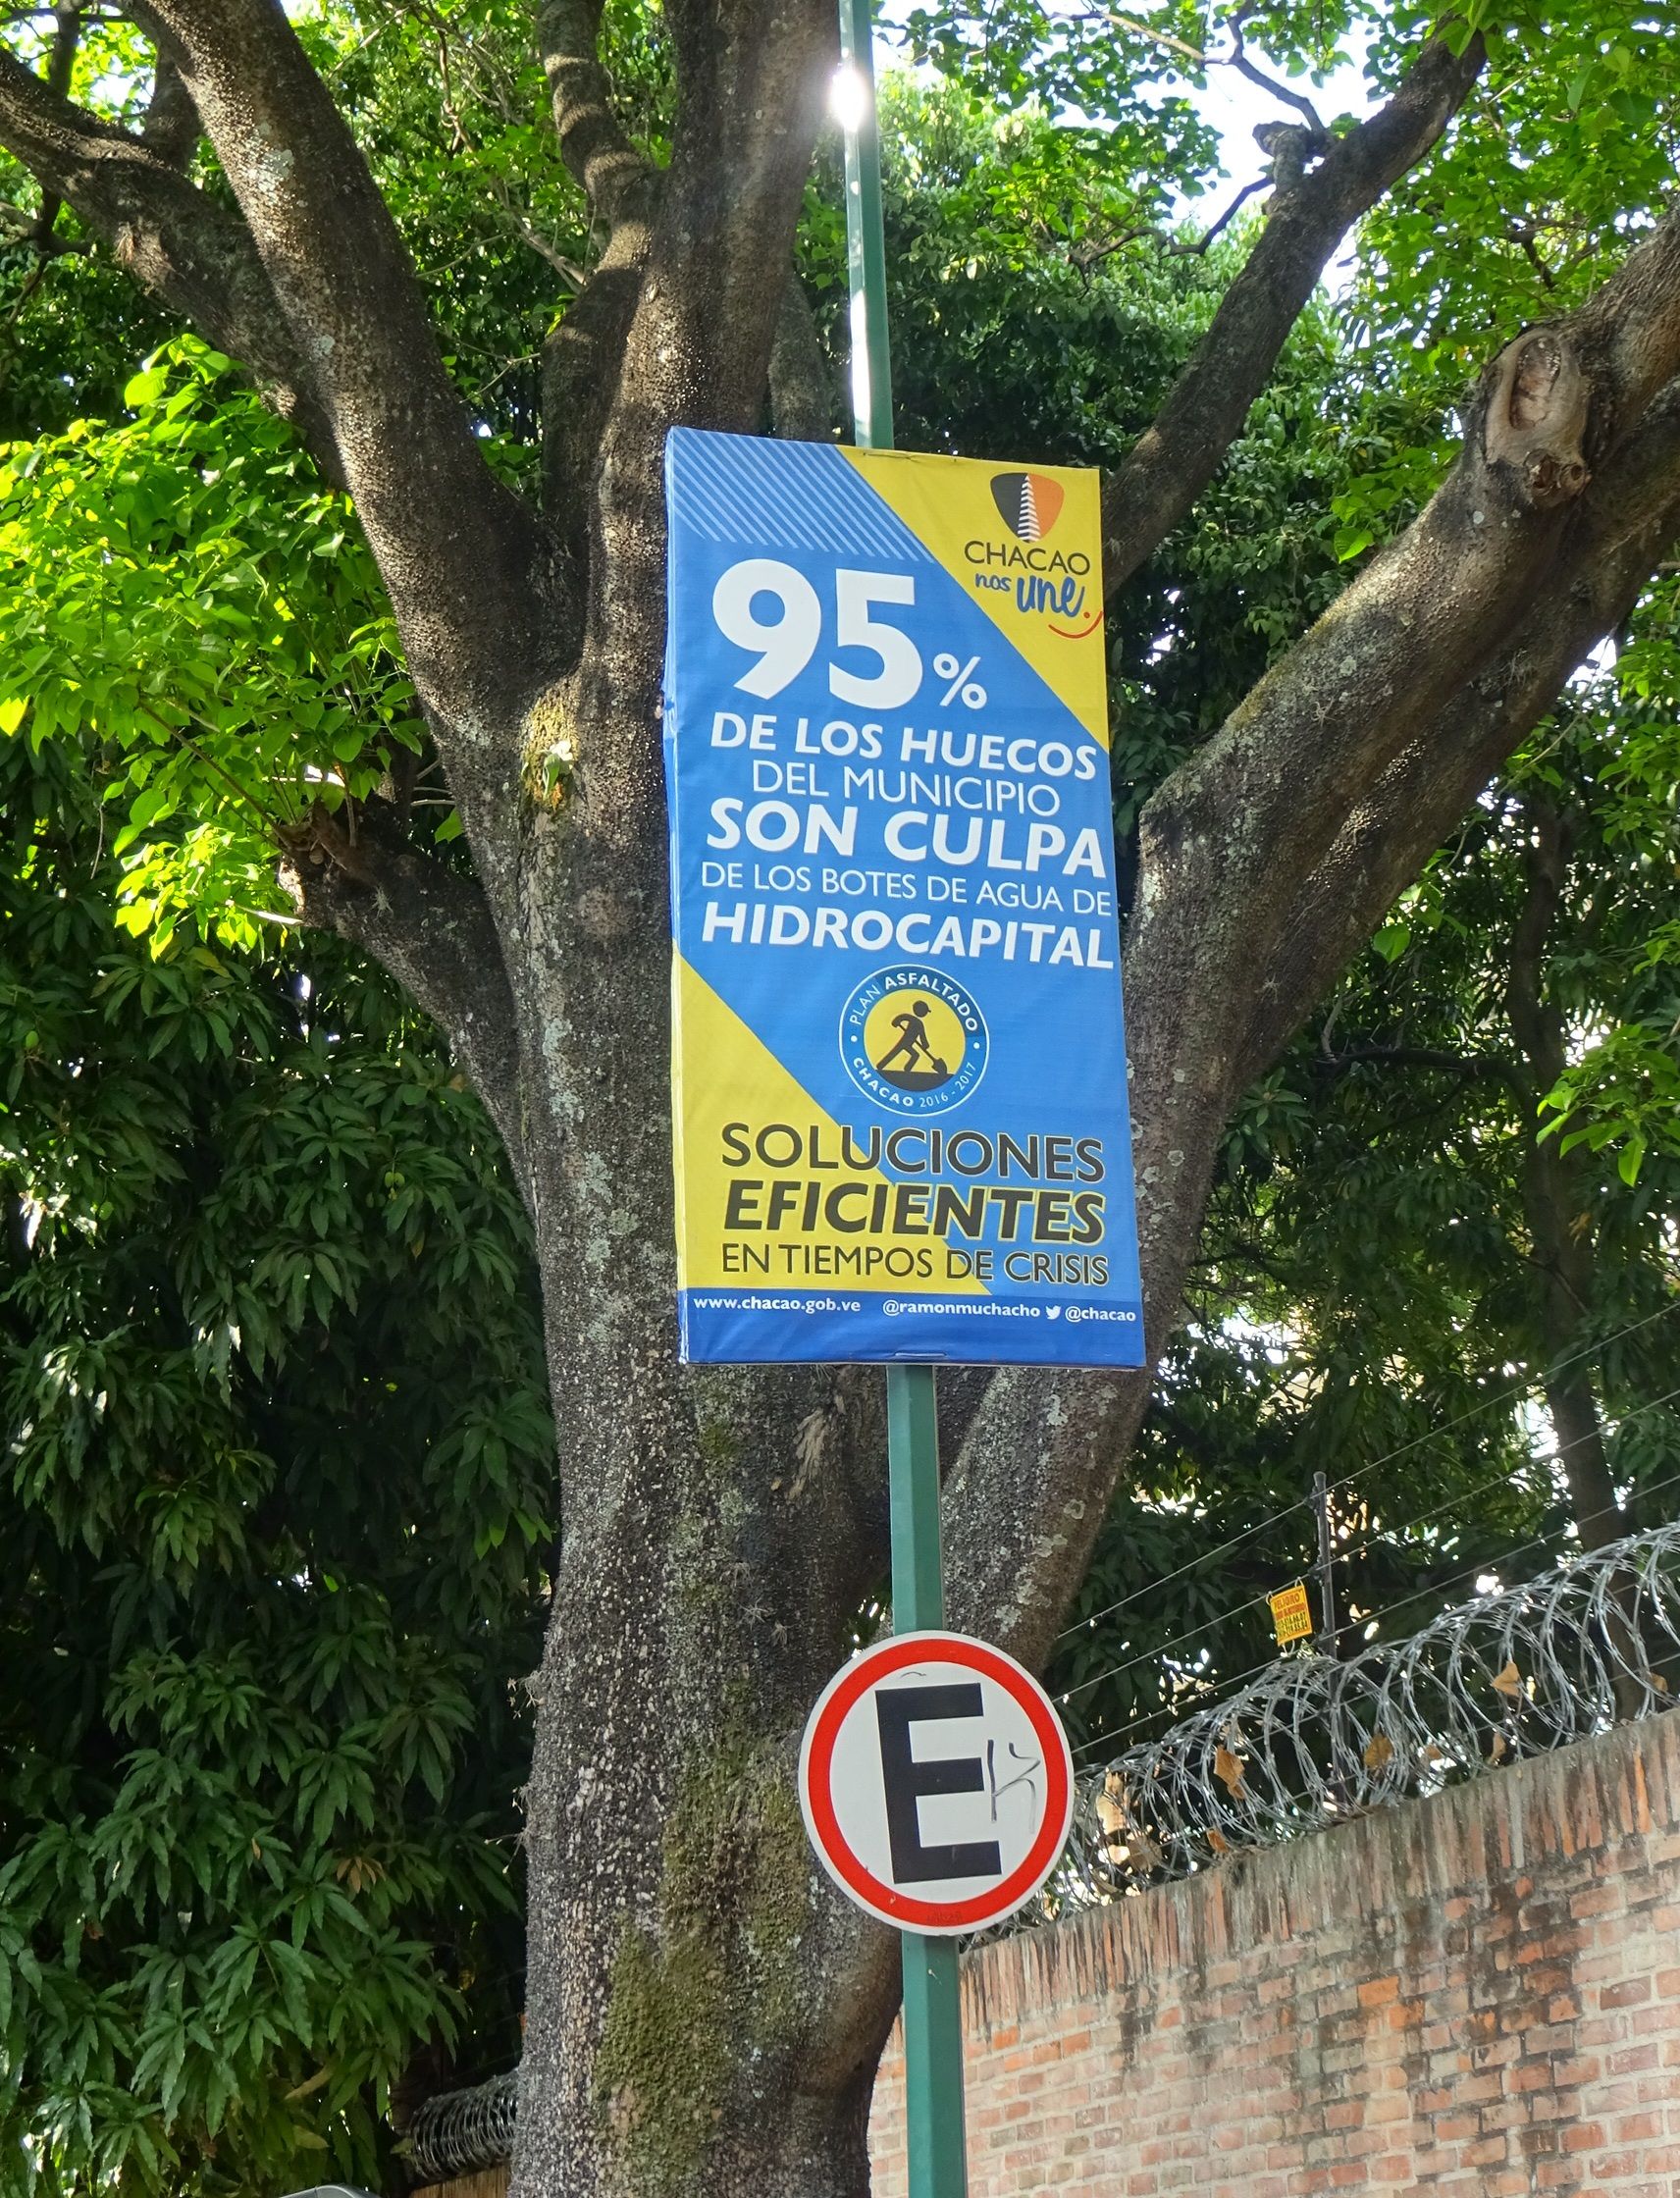 CHACAO
nos une
95%
DE LOS HUECOS
DEL MUNICIPIO
SON CULPA
DE LOS BOTES DE AGUA DE
HIDROCAPITAL
PLAN ASFALTADO
CHACAO 2016 - 2017
SOLUCIONES
EFICIENTES
EN TIEMPOS DE CRISIS
www.chacao.gob.ve @ramonmuchacho @chacao
PELIGRO
E